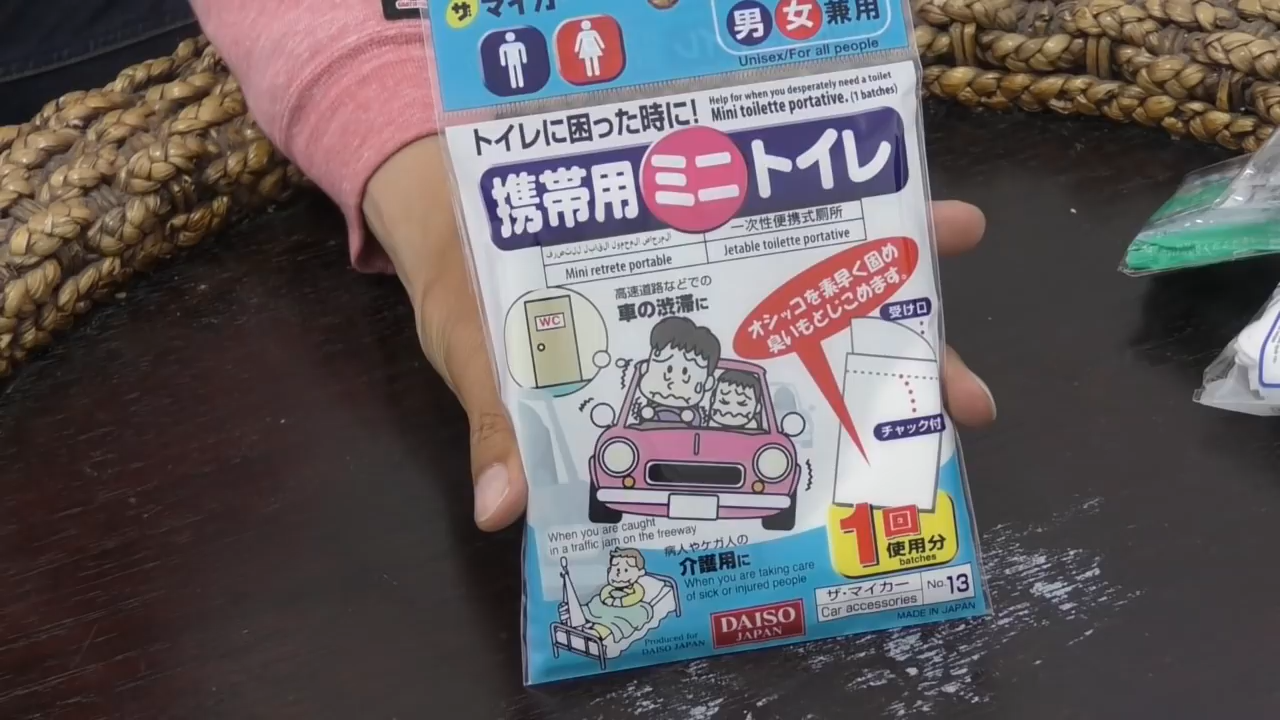 ザ マイカー
男女兼用
Unisex/For all people
トイレに困った時に!
Help for when you desperately need a toilet
Mini toilette portative. (1 batches)
携帯用ミニトイレ
一次性便携式厕所
Mini retrete portable
Jetable toilette portative
高速道路などでの
車の渋滞に
WC
オシッコを素早く固め
臭いもとじこめます。
受け口
チャック付
When you are caught
in a traffic jam on the freeway
病人やケガ人の
介護用に
When you are taking care
of sick or injured people
1回
使用分
batches
ザ・マイカー
Car accessories
No.13
MADE IN JAPAN
Produced for
DAISO JAPAN
DAISO
JAPAN